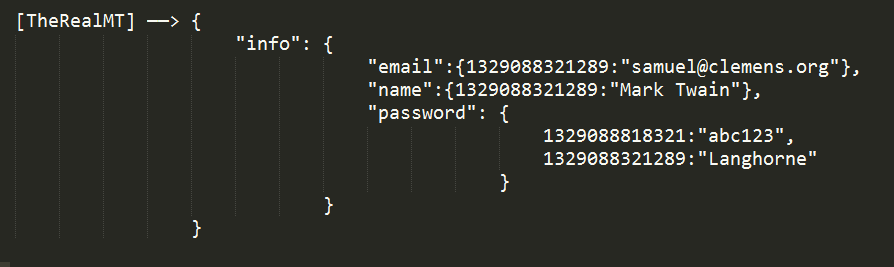 [TheRealMT] ──> {
"info": {
"email":{1329088321289:"samuel@clemens.org"},
"name":{1329088321289:"Mark Twain"},
"password": {
1329088818321:"abc123",
1329088321289:"Langhorne"
}
}
}